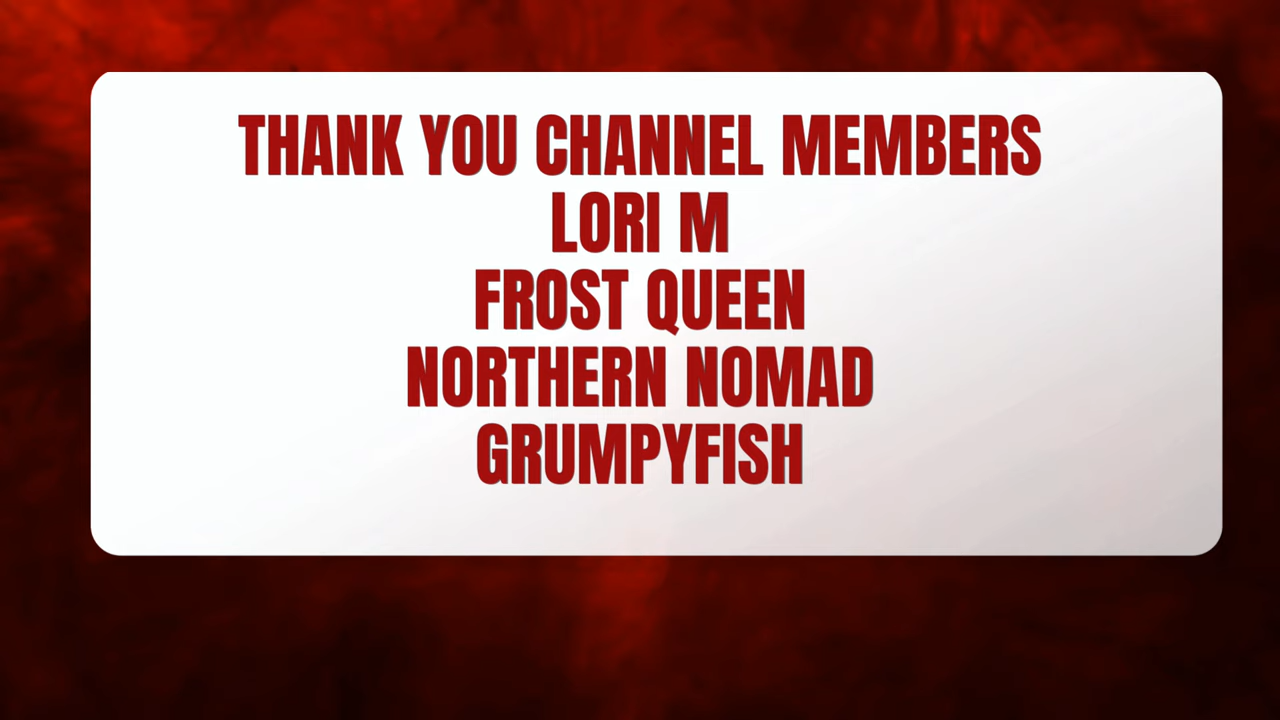 THANK YOU CHANNEL MEMBERS
LORI M
FROST QUEEN
NORTHERN NOMAD
GRUMPYFISH